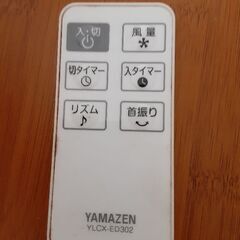 入・切
風量
切タイマー
入タイマー
リズム
首振り
YAMAZEN
YLCX-ED302